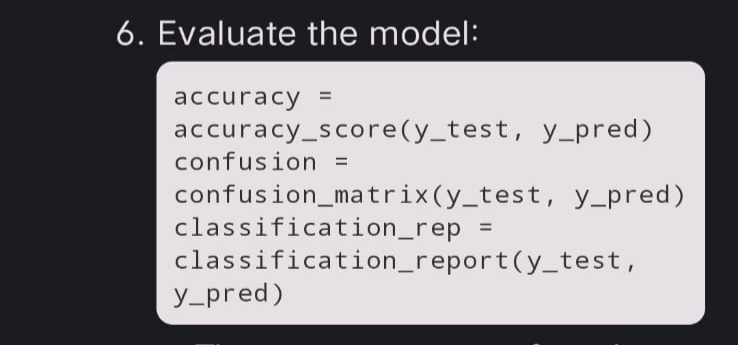 6. Evaluate the model:
accuracy =
accuracy_score(y_test, y_pred)
confusion =
confusion_matrix(y_test, y_pred)
classification_rep =
classification_report(y_test,
y_pred)